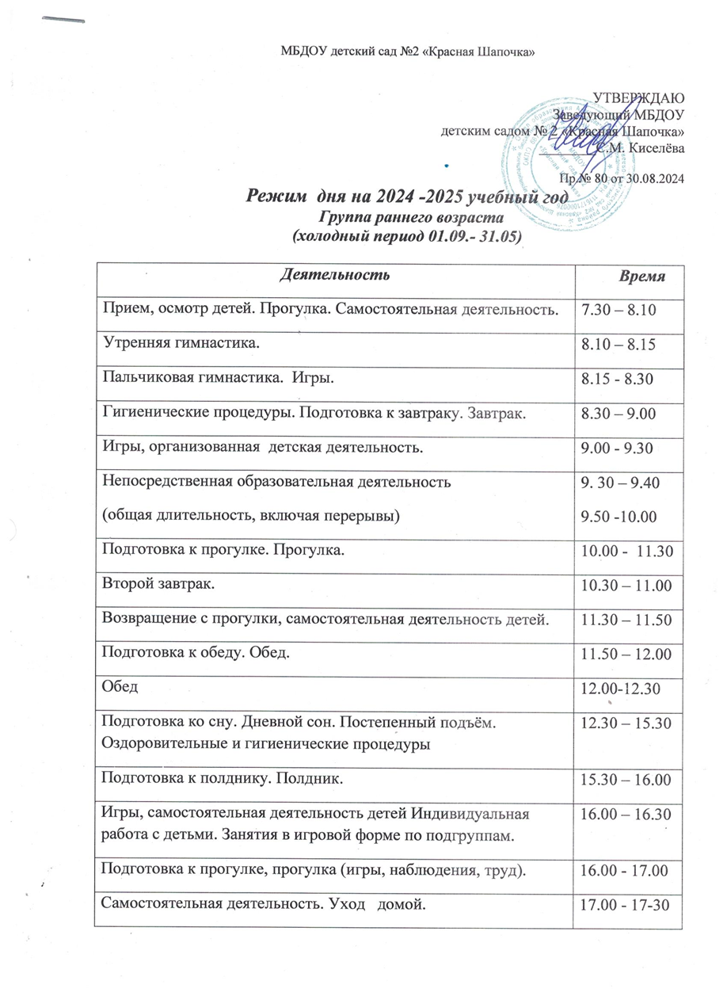 МБДОУ детский сад №2 «Красная Шапочка»
УТВЕРЖДАЮ
Заведующий МБДОУ
детским садом № 2 «Красная Шапочка»
С.М. Киселёва
Пр.№ 80 от 30.08.2024
Режим дня на 2024 -2025 учебный год
Группа раннего возраста
(холодный период 01.09.- 31.05)
Деятельность Время
Прием, осмотр детей. Прогулка. Самостоятельная деятельность. 7.30 – 8.10
Утренняя гимнастика. 8.10 – 8.15
Пальчиковая гимнастика. Игры. 8.15 - 8.30
Гигиенические процедуры. Подготовка к завтраку. Завтрак. 8.30 – 9.00
Игры, организованная детская деятельность. 9.00 - 9.30
Непосредственная образовательная деятельность 9. 30 – 9.40
(общая длительность, включая перерывы) 9.50 -10.00
Подготовка к прогулке. Прогулка. 10.00 - 11.30
Второй завтрак. 10.30 – 11.00
Возвращение с прогулки, самостоятельная деятельность детей. 11.30 – 11.50
Подготовка к обеду. Обед. 11.50 – 12.00
Обед 12.00-12.30
Подготовка ко сну. Дневной сон. Постепенный подъём. 12.30 – 15.30
Оздоровительные и гигиенические процедуры
Подготовка к полднику. Полдник. 15.30 – 16.00
Игры, самостоятельная деятельность детей Индивидуальная 16.00 – 16.30
работа с детьми. Занятия в игровой форме по подгруппам.
Подготовка к прогулке, прогулка (игры, наблюдения, труд). 16.00 - 17.00
Самостоятельная деятельность. Уход домой. 17.00 - 17-30